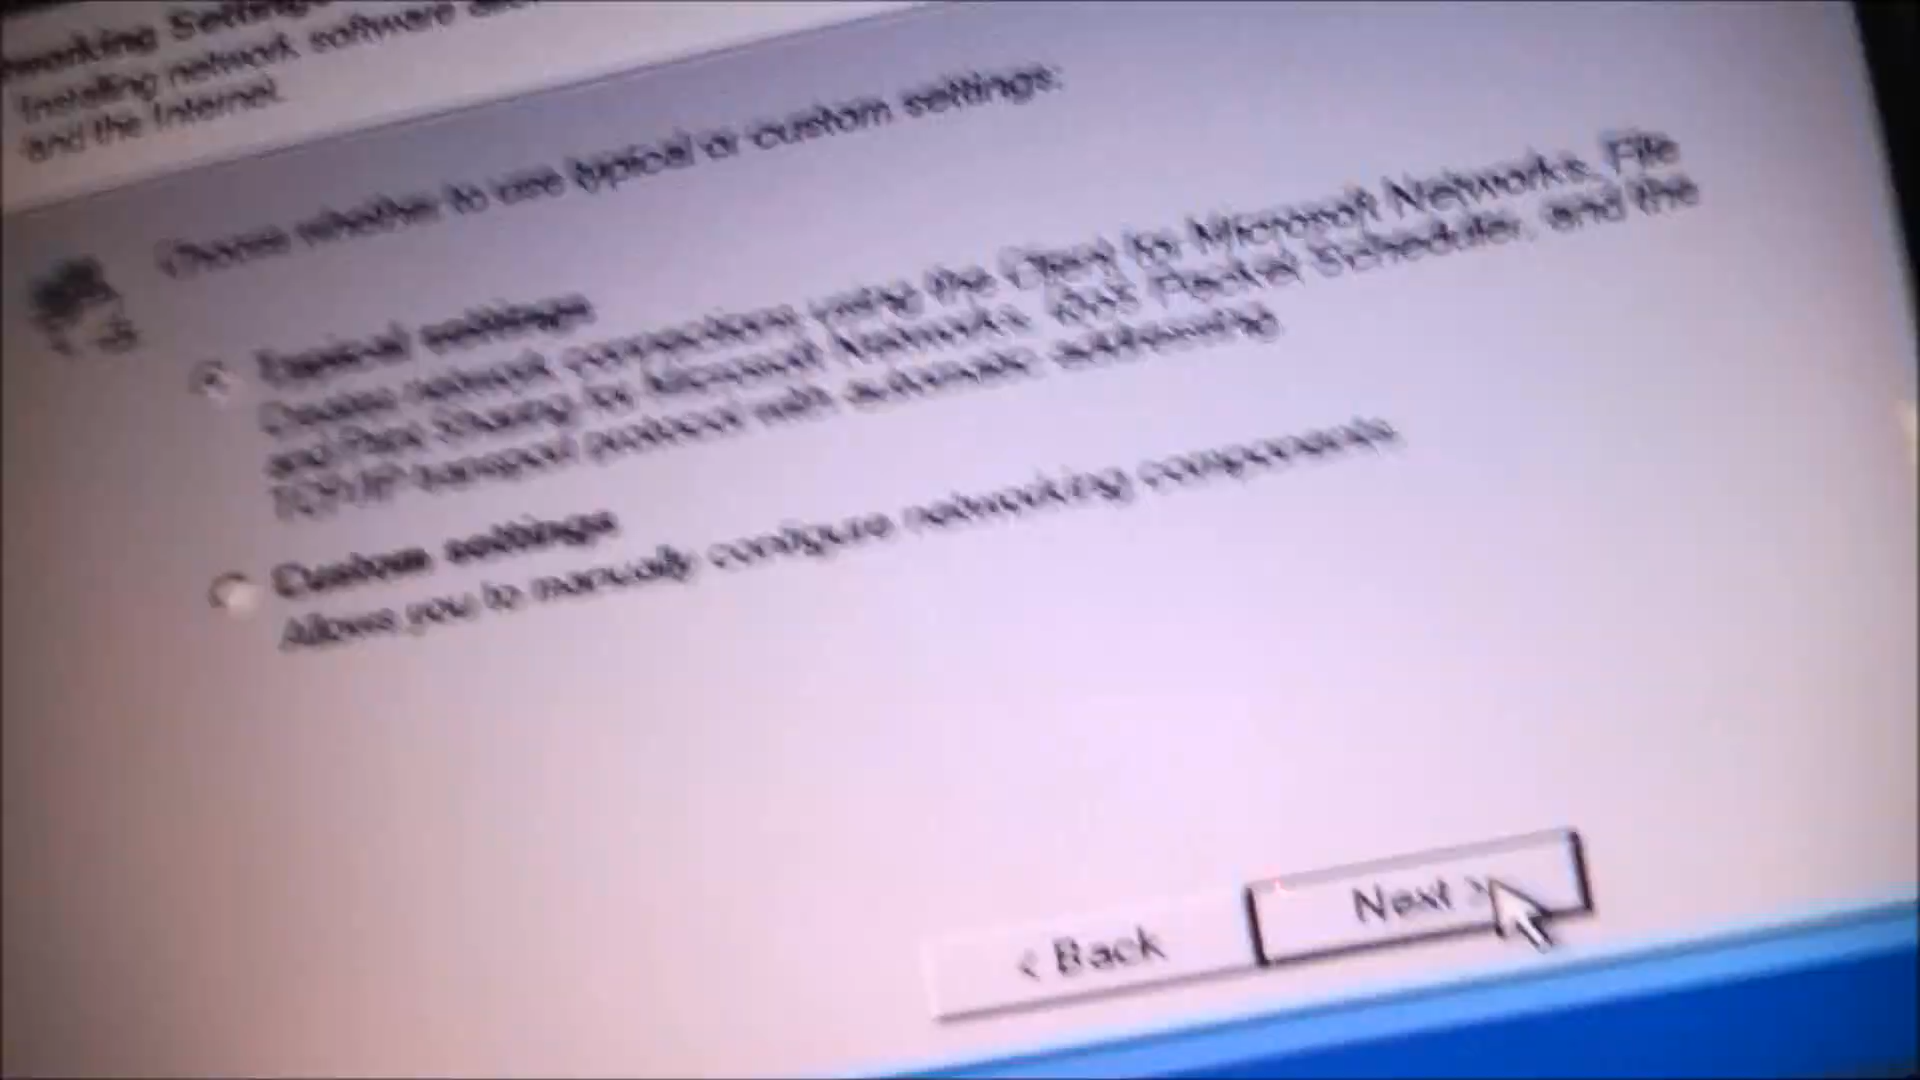 working Settings
Installing network software
and the Internet.
Choose whether to use typical or custom settings:
Typical settings
Creates network connections using the Client for Microsoft Networks, File
and Print Sharing for Microsoft Networks, QoS Packet Scheduler, and the
TCP/IP transport protocol with automatic addressing.
Custom settings
Allows you to manually configure networking components.
< Back
Next >